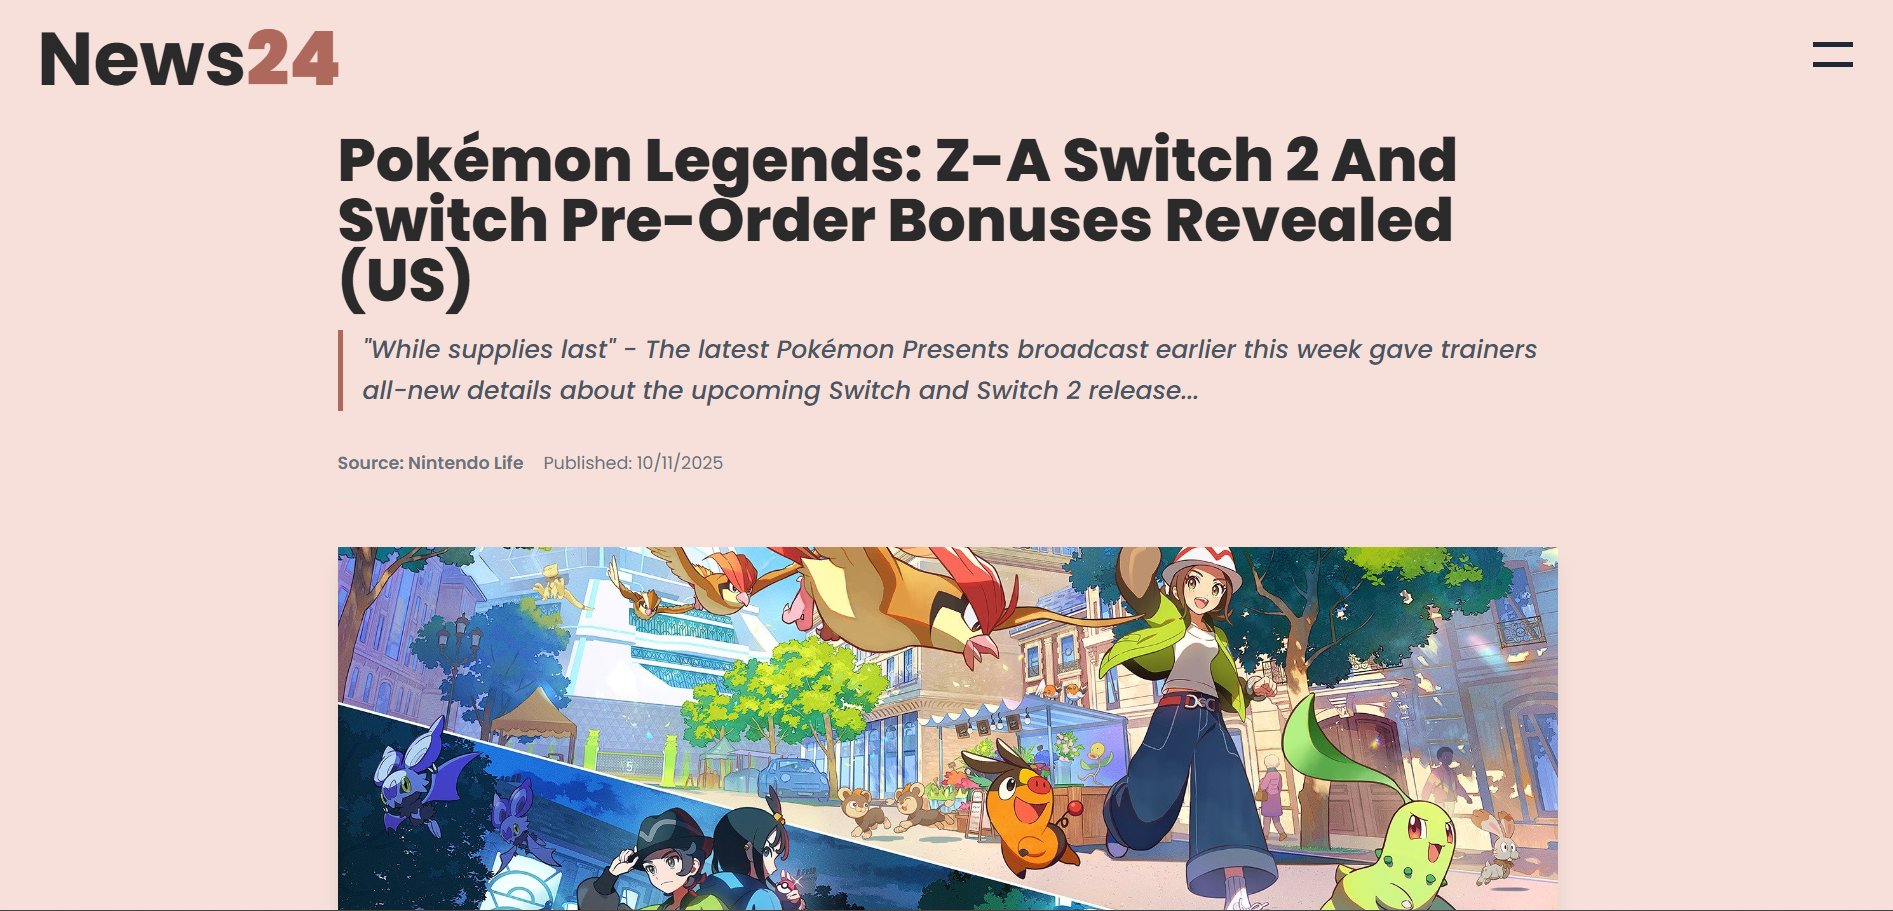 News24
Pokémon Legends: Z-A Switch 2 And
Switch Pre-Order Bonuses Revealed
(US)
"While supplies last" - The latest Pokémon Presents broadcast earlier this week gave trainers
all-new details about the upcoming Switch and Switch 2 release...
Source: Nintendo Life Published: 10/11/2025